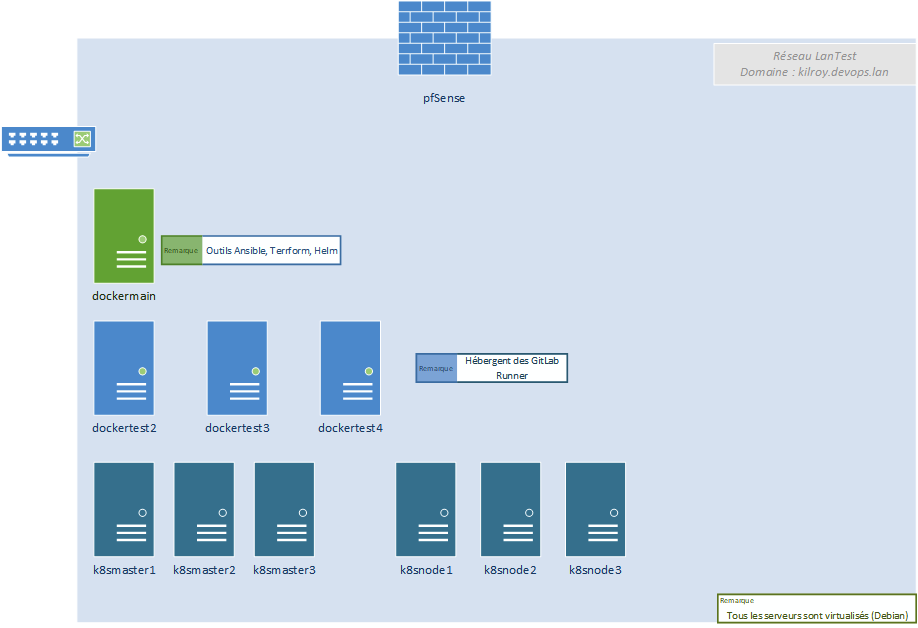 Réseau LanTest
Domaine : kilroy.devops.lan
pfSense
Remarque
Outils Ansible, Terrform, Helm
dockermain
Remarque
Hébergent des GitLab
Runner
dockertest2
dockertest3
dockertest4
k8smaster1
k8smaster2
k8smaster3
k8snode1
k8snode2
k8snode3
Remarque
Tous les serveurs sont virtualisés (Debian)